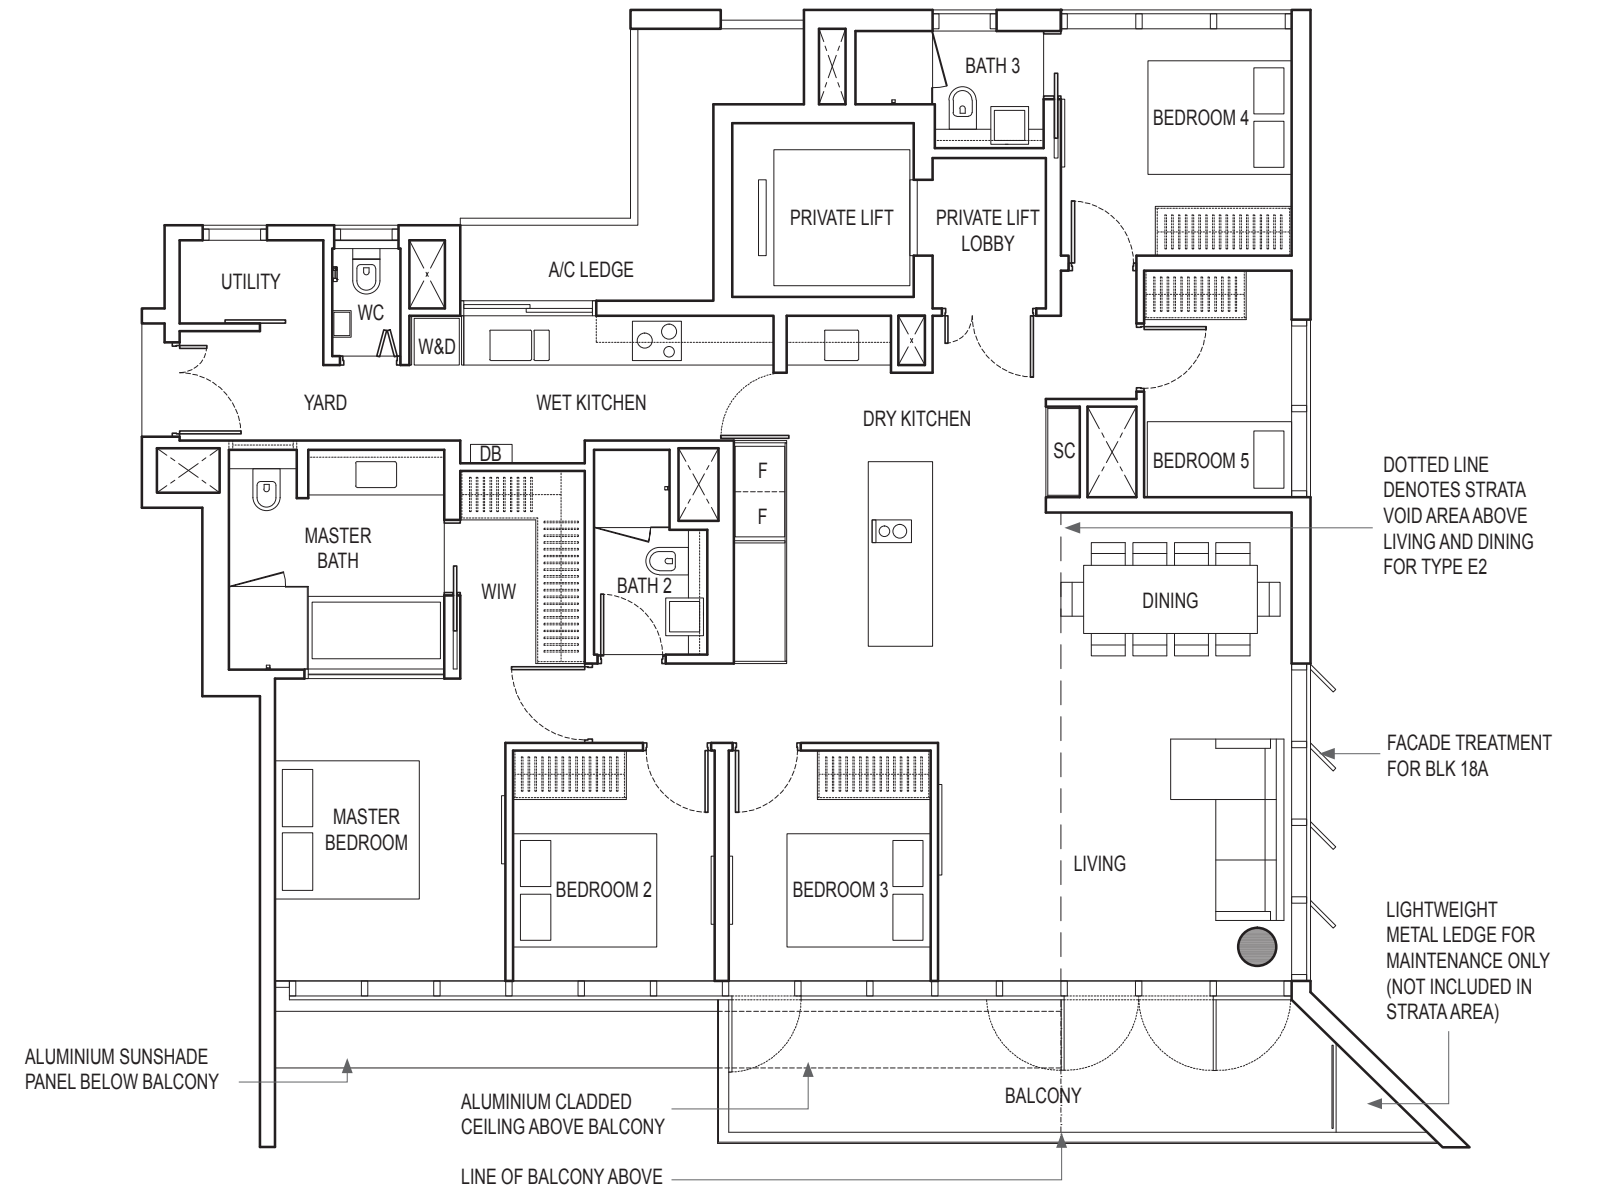 BATH 3
BEDROOM 4
PRIVATE LIFT
PRIVATE LIFT
LOBBY
A/C LEDGE
UTILITY
WC
W&D
YARD
WET KITCHEN
DRY KITCHEN
DB
F
F
SC
BEDROOM 5
MASTER
BATH
WIW
BATH 2
DINING
DOTTED LINE
DENOTES STRATA
VOID AREA ABOVE
LIVING AND DINING
FOR TYPE E2
FACADE TREATMENT
FOR BLK 18A
MASTER
BEDROOM
BEDROOM 2
BEDROOM 3
LIVING
LIGHTWEIGHT
METAL LEDGE FOR
MAINTENANCE ONLY
(NOT INCLUDED IN
STRATA AREA)
ALUMINIUM SUNSHADE
PANEL BELOW BALCONY
ALUMINIUM CLADDED
CEILING ABOVE BALCONY
BALCONY
LINE OF BALCONY ABOVE